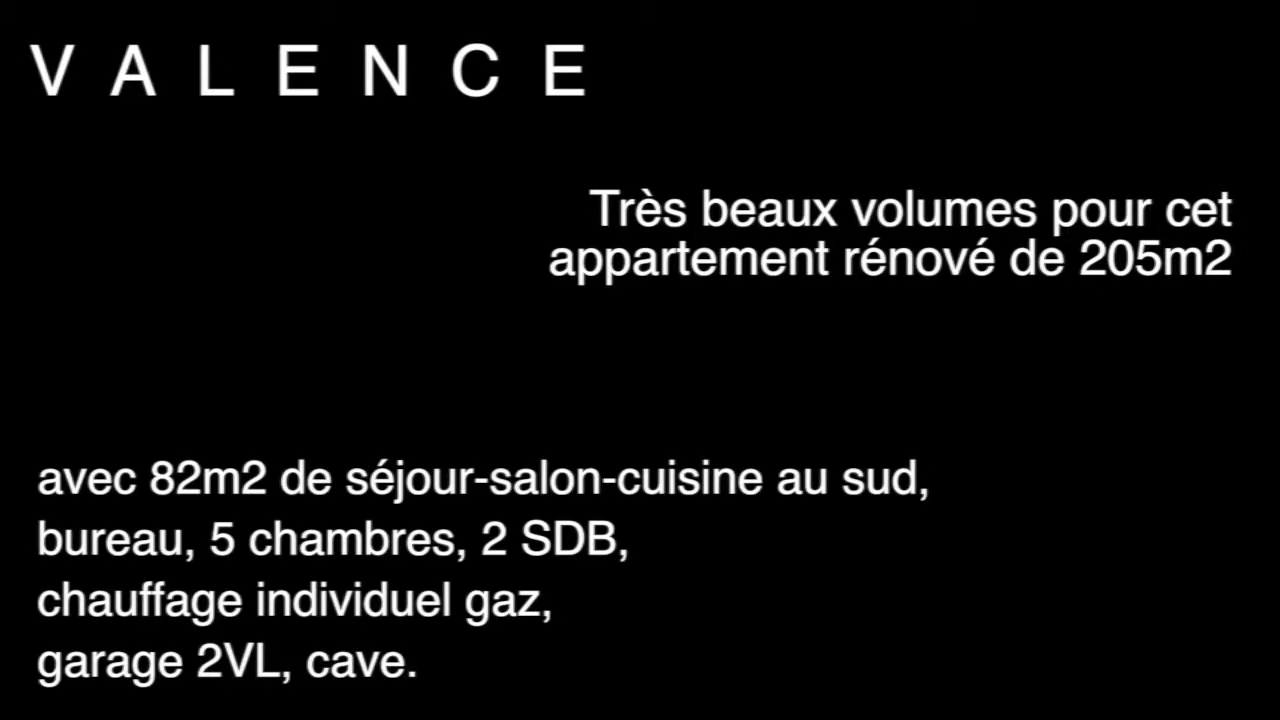 VALENCE
Très beaux volumes pour cet
appartement rénové de 205m2
avec 82m2 de séjour-salon-cuisine au sud,
bureau, 5 chambres, 2 SDB,
chauffage individuel gaz,
garage 2VL, cave.